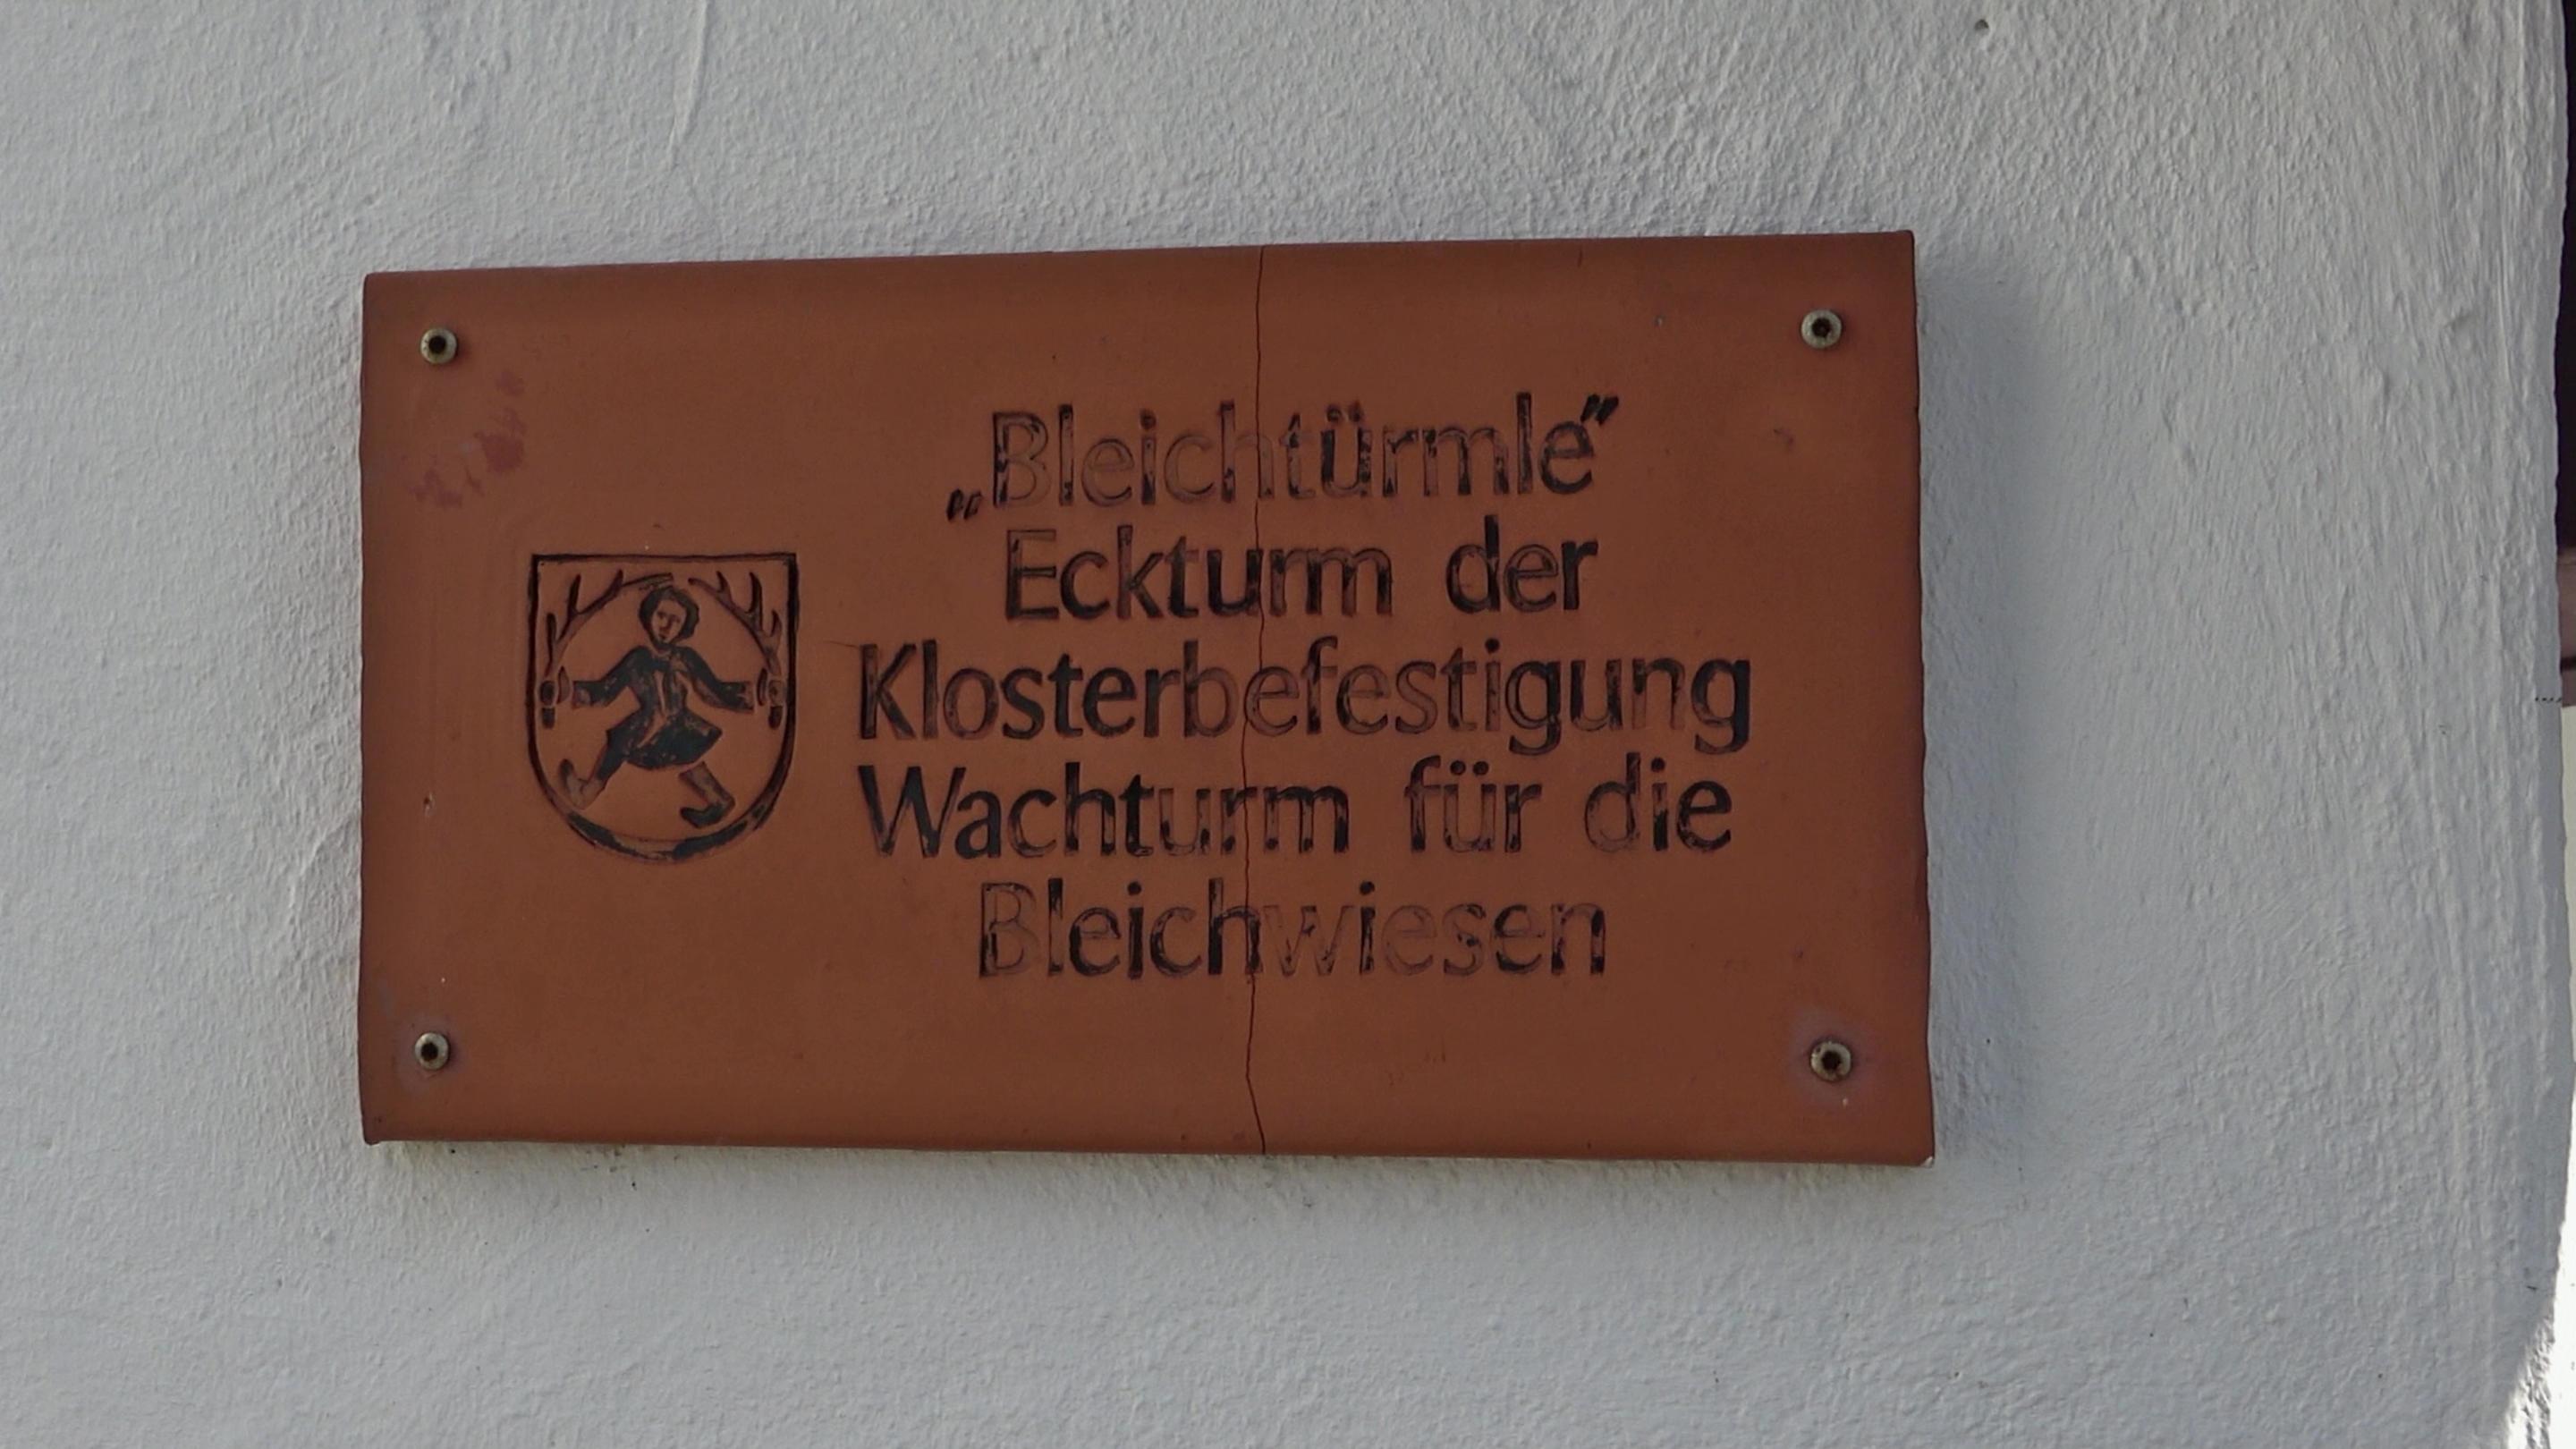 „Bleichtürmle"
Eckturm der
Klosterbefestigung
Wachturm für die
Bleichwiesen